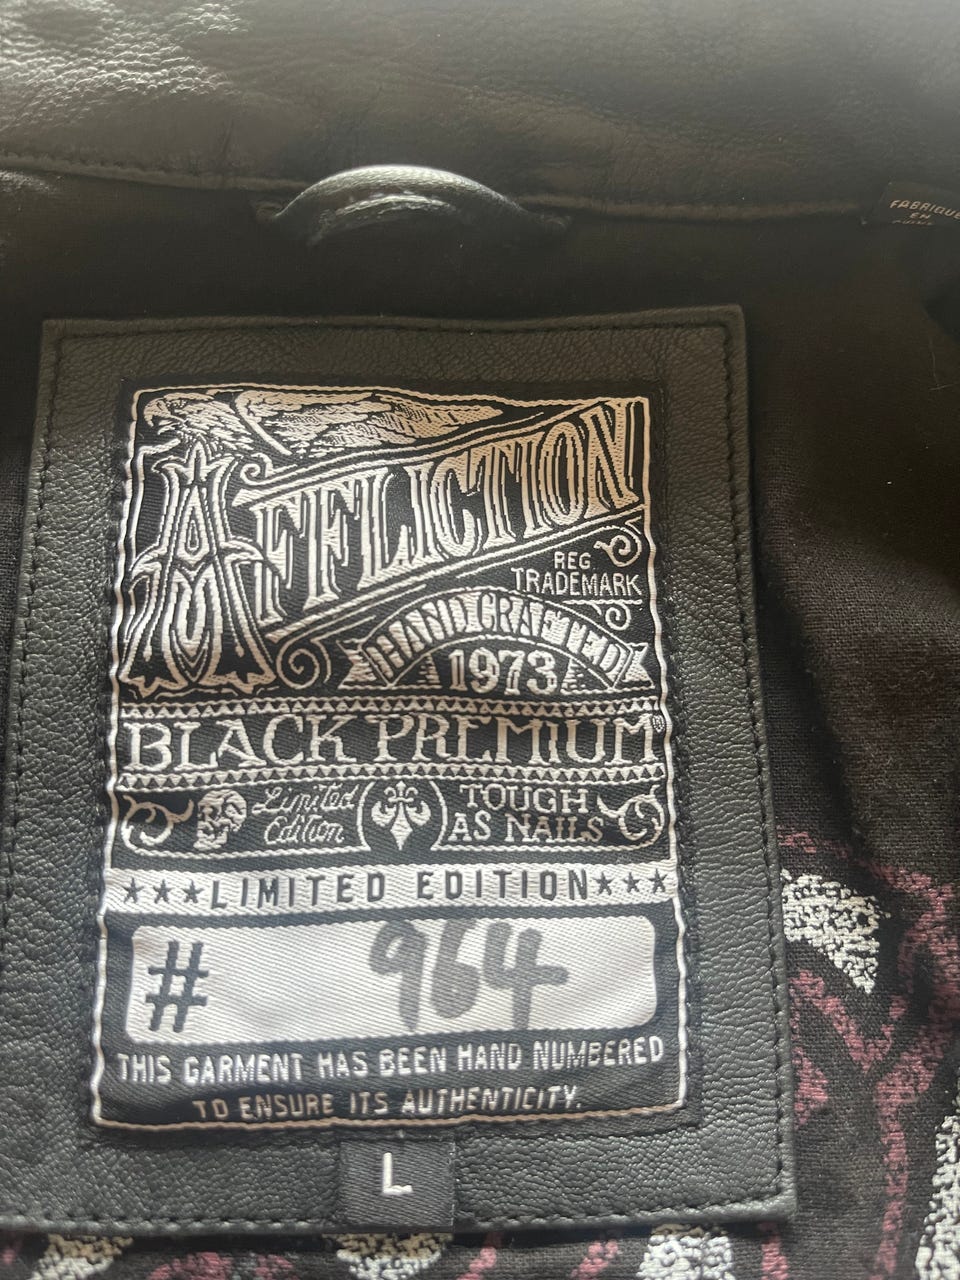 FABRIQUE
EN
AFFLICTION
REG.
TRADEMARK
HAND CRAFTED
1973
BLACK PREMIUM®
Limited
Edition
TOUGH
AS NAILS
★★★LIMITED EDITION★★★
# 964
THIS GARMENT HAS BEEN HAND NUMBERED
TO ENSURE ITS AUTHENTICITY.
L